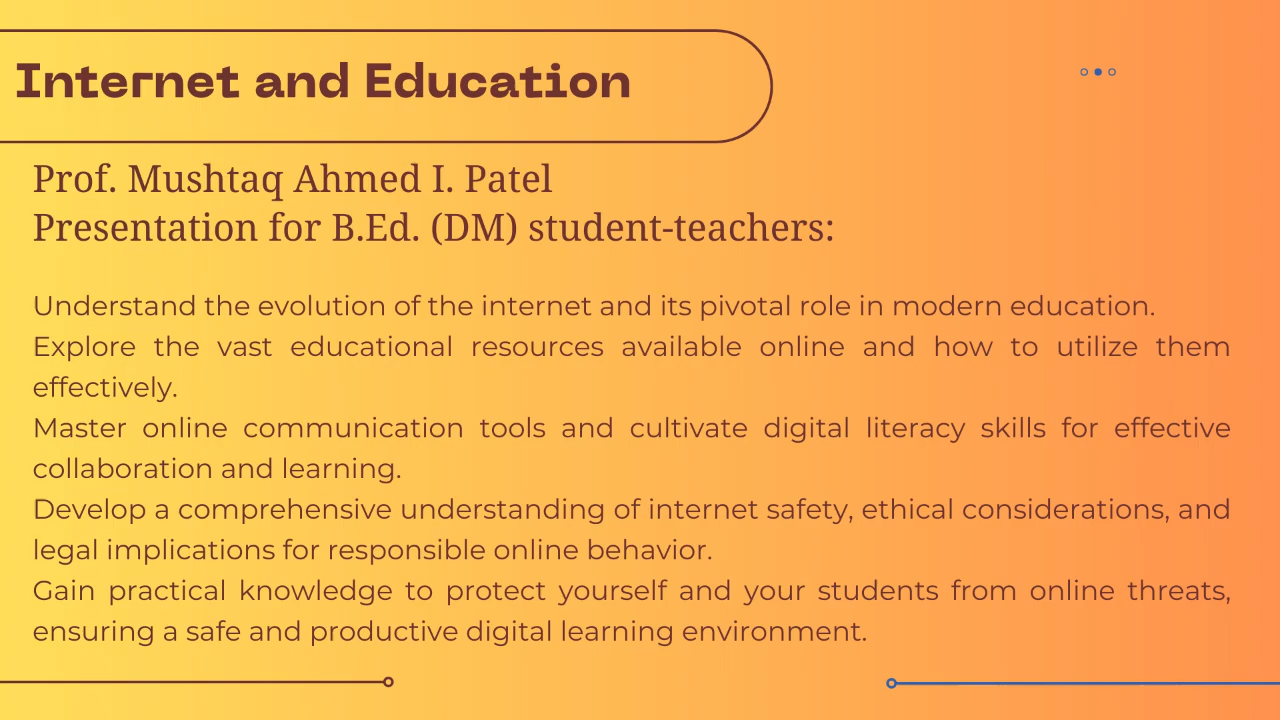 Internet and Education
Prof. Mushtaq Ahmed I. Patel
Presentation for B.Ed. (DM) student-teachers:
Understand the evolution of the internet and its pivotal role in modern education.
Explore the vast educational resources available online and how to utilize them
effectively.
Master online communication tools and cultivate digital literacy skills for effective
collaboration and learning.
Develop a comprehensive understanding of internet safety, ethical considerations, and
legal implications for responsible online behavior.
Gain practical knowledge to protect yourself and your students from online threats,
ensuring a safe and productive digital learning environment.